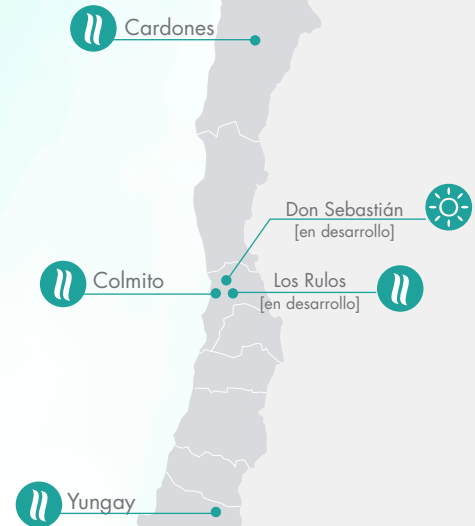 Cardones
Don Sebastián
[en desarrollo]
Colmito
Los Rulos
[en desarrollo]
Yungay